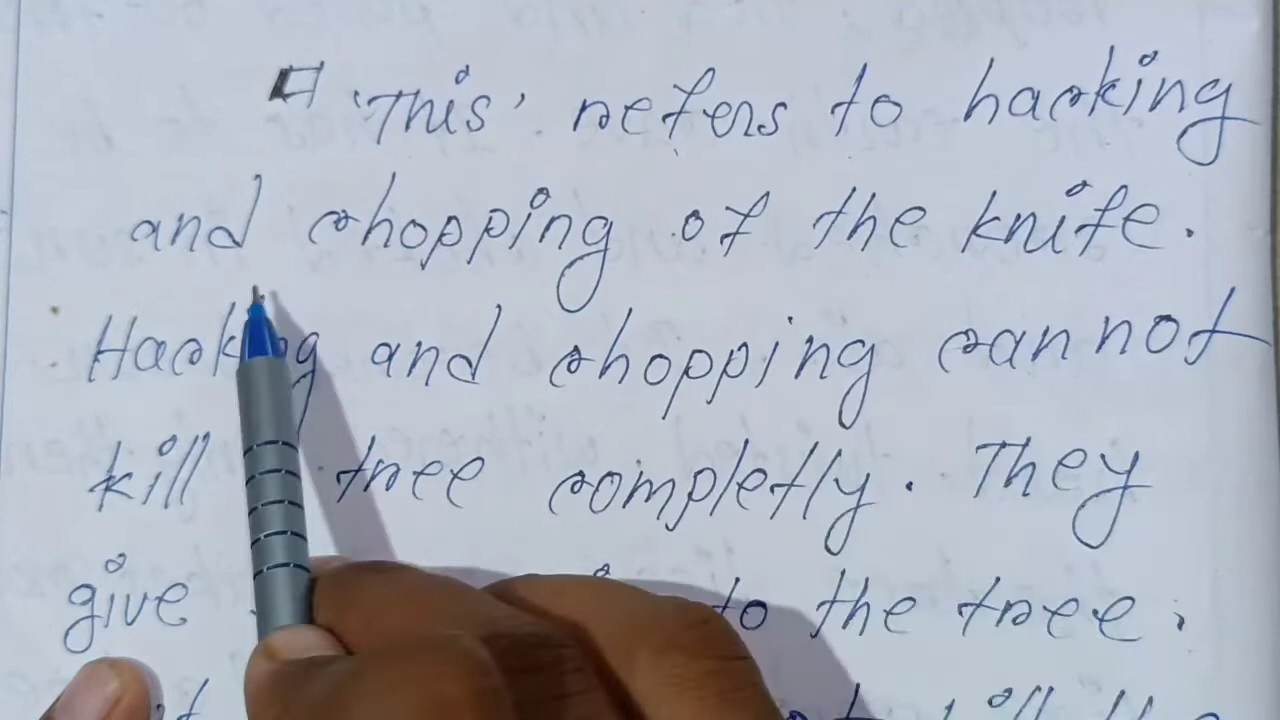 'This' refers to hacking
and chopping of the knife.
Hacking and chopping cannot
kill tree completly. They
give to the tree.